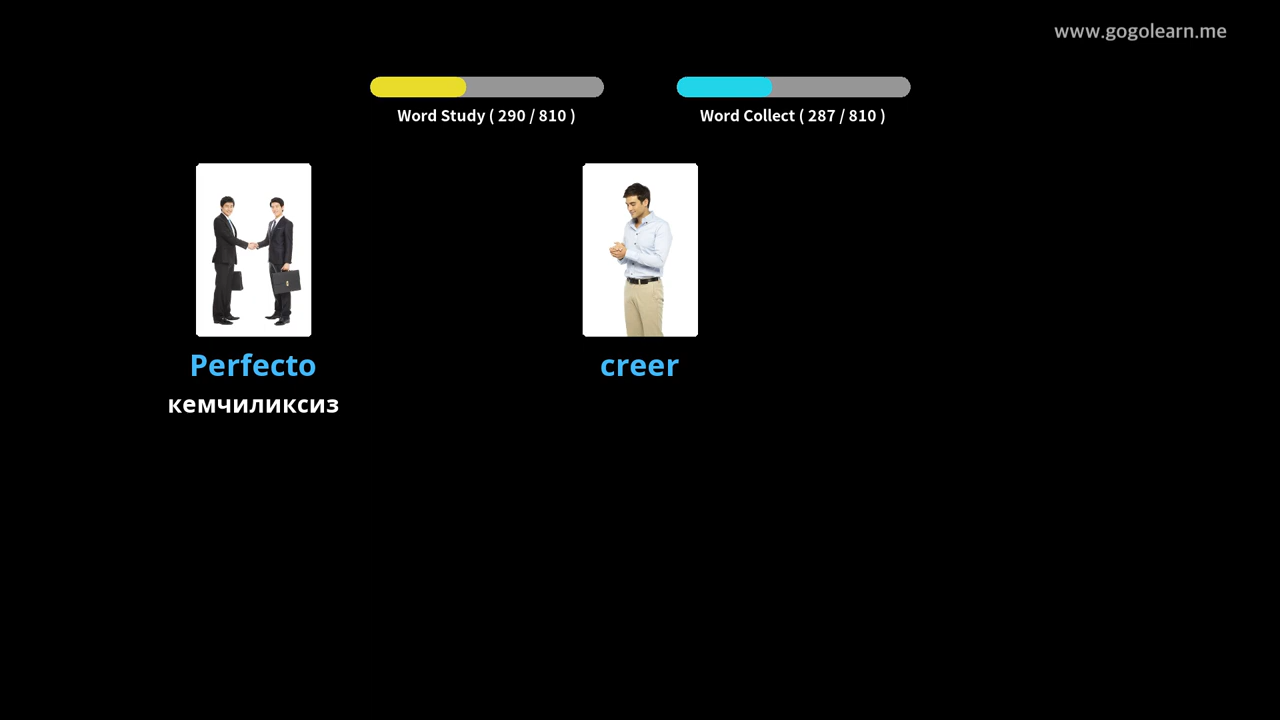 www.gogolearn.me
Word Study ( 290 / 810 )
Word Collect ( 287 / 810 )
Perfecto
creer
кемчиликсиз